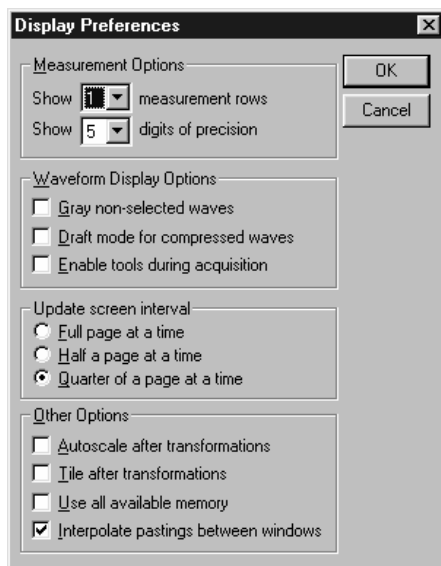 Display Preferences
Measurement Options
Show 1 measurement rows
Show 5 digits of precision
OK
Cancel
Waveform Display Options
Gray non-selected waves
Draft mode for compressed waves
Enable tools during acquisition
Update screen interval
Full page at a time
Half a page at a time
Quarter of a page at a time
Other Options
Autoscale after transformations
Tile after transformations
Use all available memory
Interpolate pastings between windows